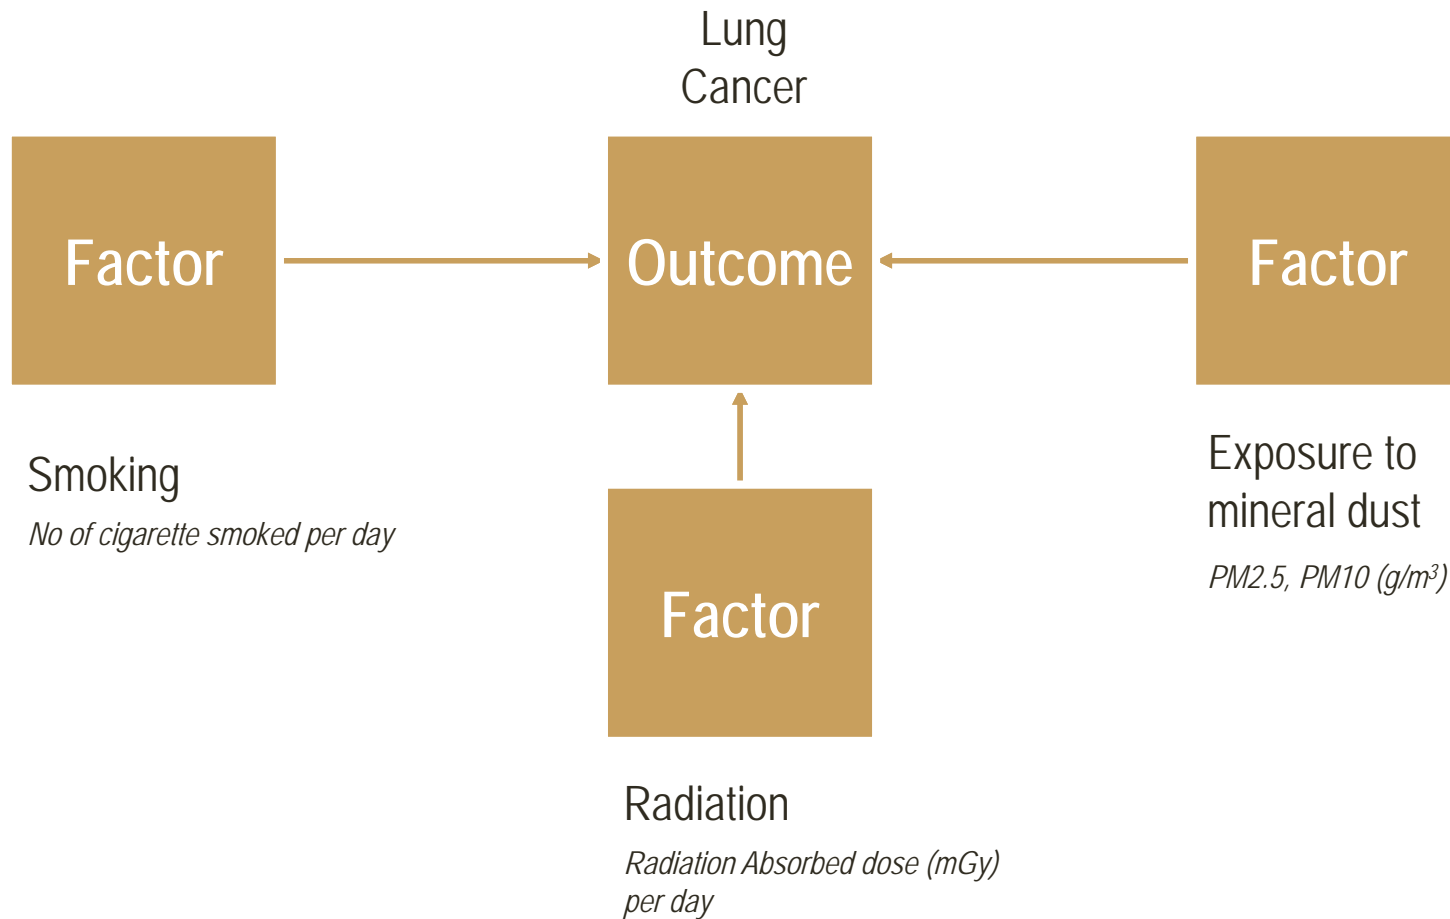 Lung
Cancer
Factor
Outcome
Factor
Smoking
No of cigarette smoked per day
Exposure to
mineral dust
PM2.5, PM10 (g/m³)
Factor
Radiation
Radiation Absorbed dose (mGy)
per day